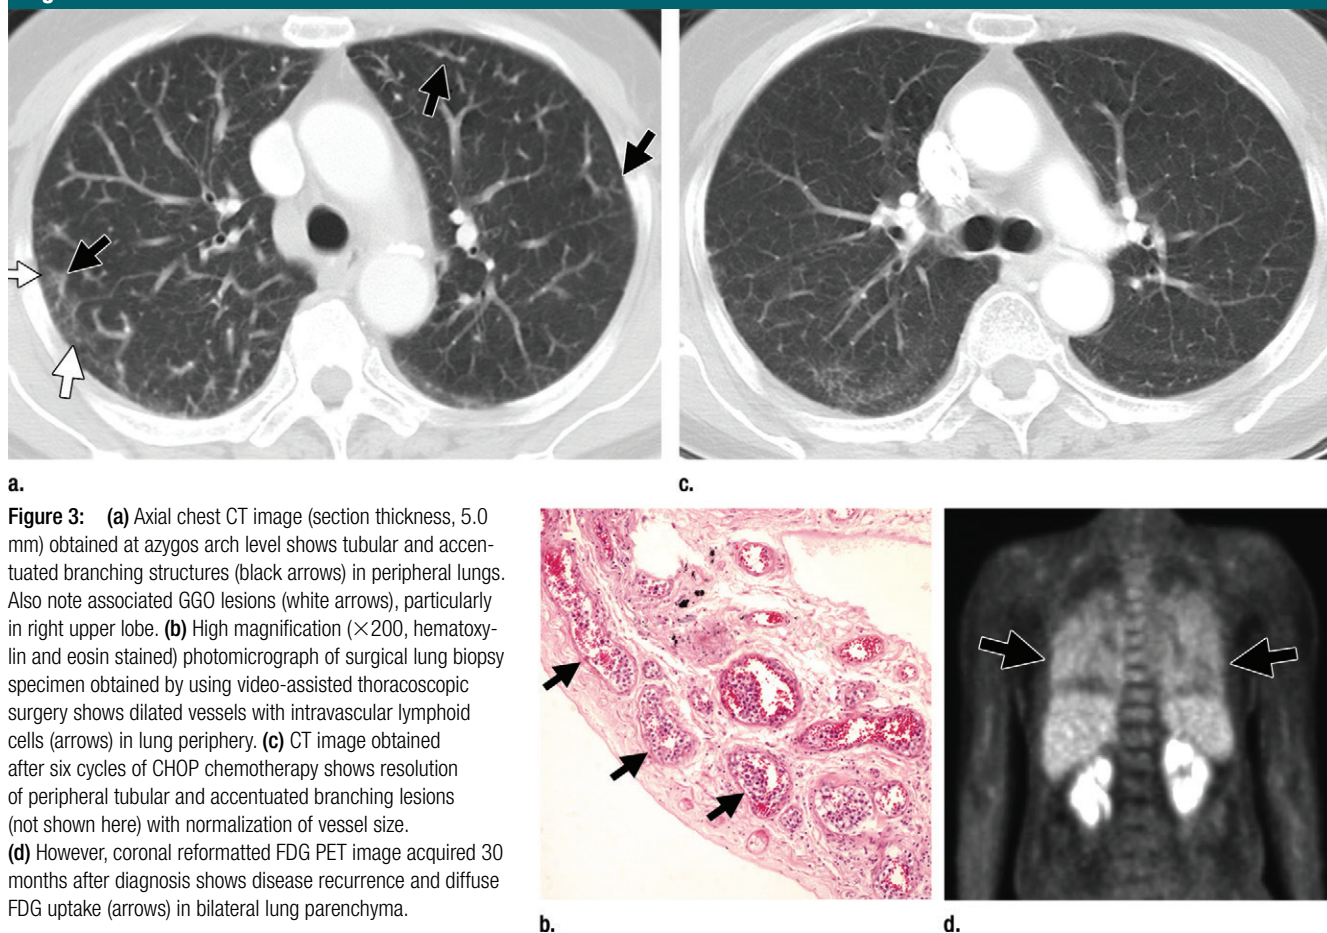 a.
c.
Figure 3: (a) Axial chest CT image (section thickness, 5.0
mm) obtained at azygos arch level shows tubular and accen-
tuated branching structures (black arrows) in peripheral lungs.
Also note associated GGO lesions (white arrows), particularly
in right upper lobe. (b) High magnification (×200, hematoxy-
lin and eosin stained) photomicrograph of surgical lung biopsy
specimen obtained by using video-assisted thoracoscopic
surgery shows dilated vessels with intravascular lymphoid
cells (arrows) in lung periphery. (c) CT image obtained
after six cycles of CHOP chemotherapy shows resolution
of peripheral tubular and accentuated branching lesions
(not shown here) with normalization of vessel size.
(d) However, coronal reformatted FDG PET image acquired 30
months after diagnosis shows disease recurrence and diffuse
FDG uptake (arrows) in bilateral lung parenchyma.
b.
d.